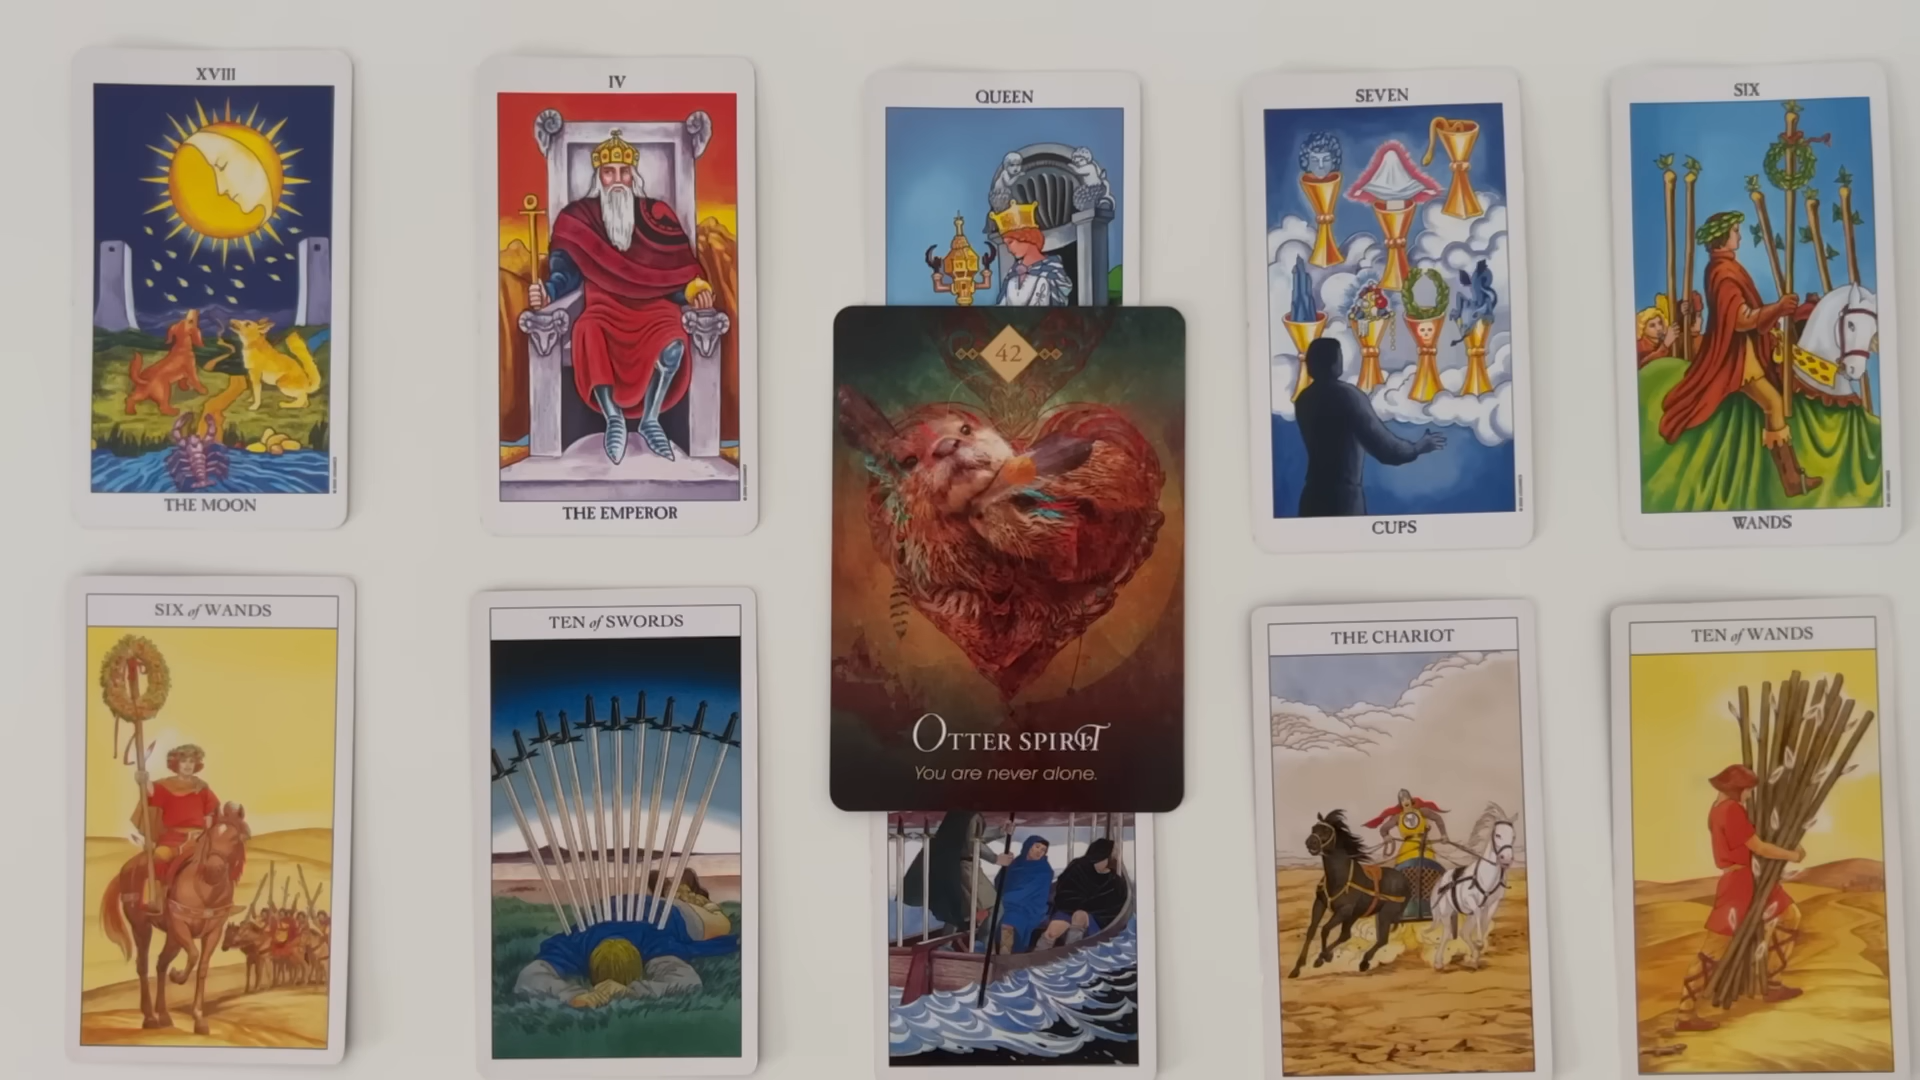 XVIII
THE MOON
IV
THE EMPEROR
QUEEN
SEVEN
CUPS
SIX
WANDS
42
OTTER SPIRIT
You are never alone.
SIX of WANDS
TEN of SWORDS
THE CHARIOT
TEN of WANDS